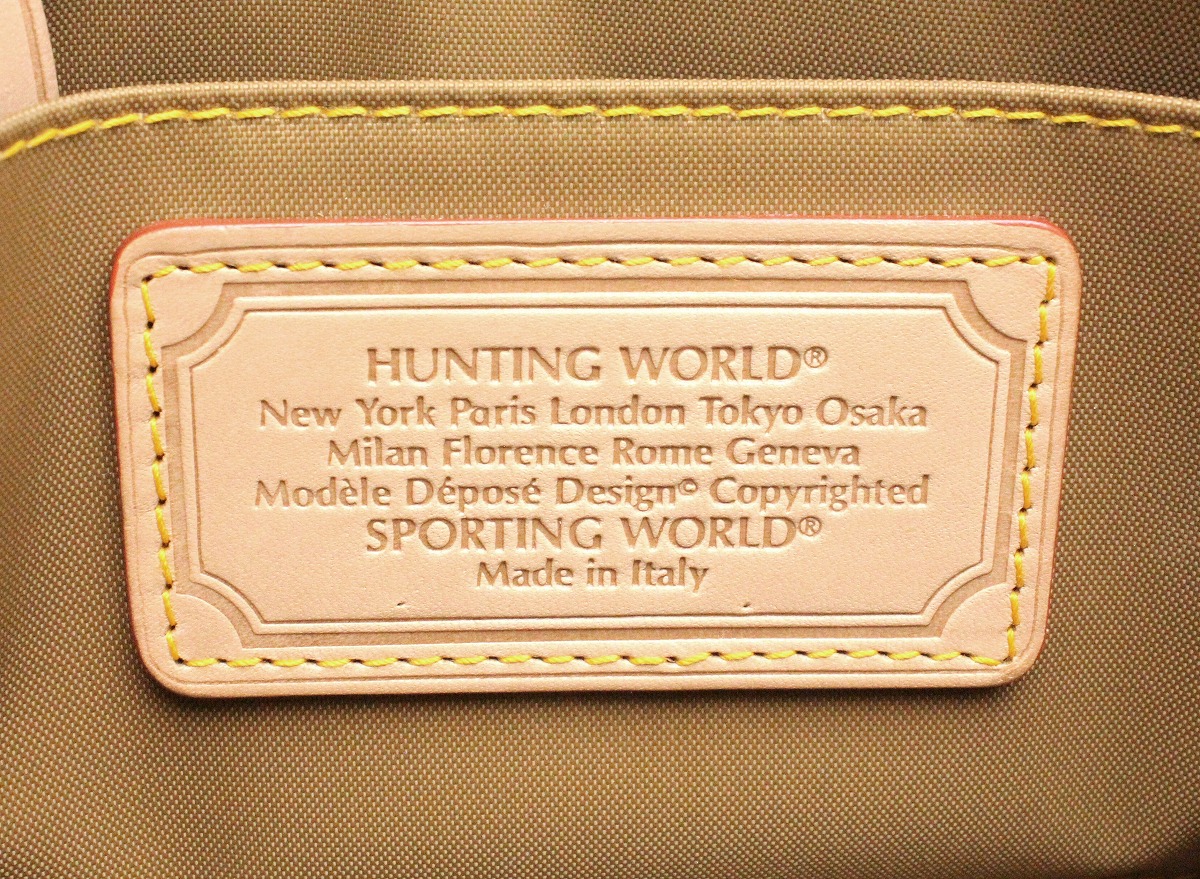 HUNTING WORLD®
New York Paris London Tokyo Osaka
Milan Florence Rome Geneva
Modèle Déposé Design© Copyrighted
SPORTING WORLD®
Made in Italy